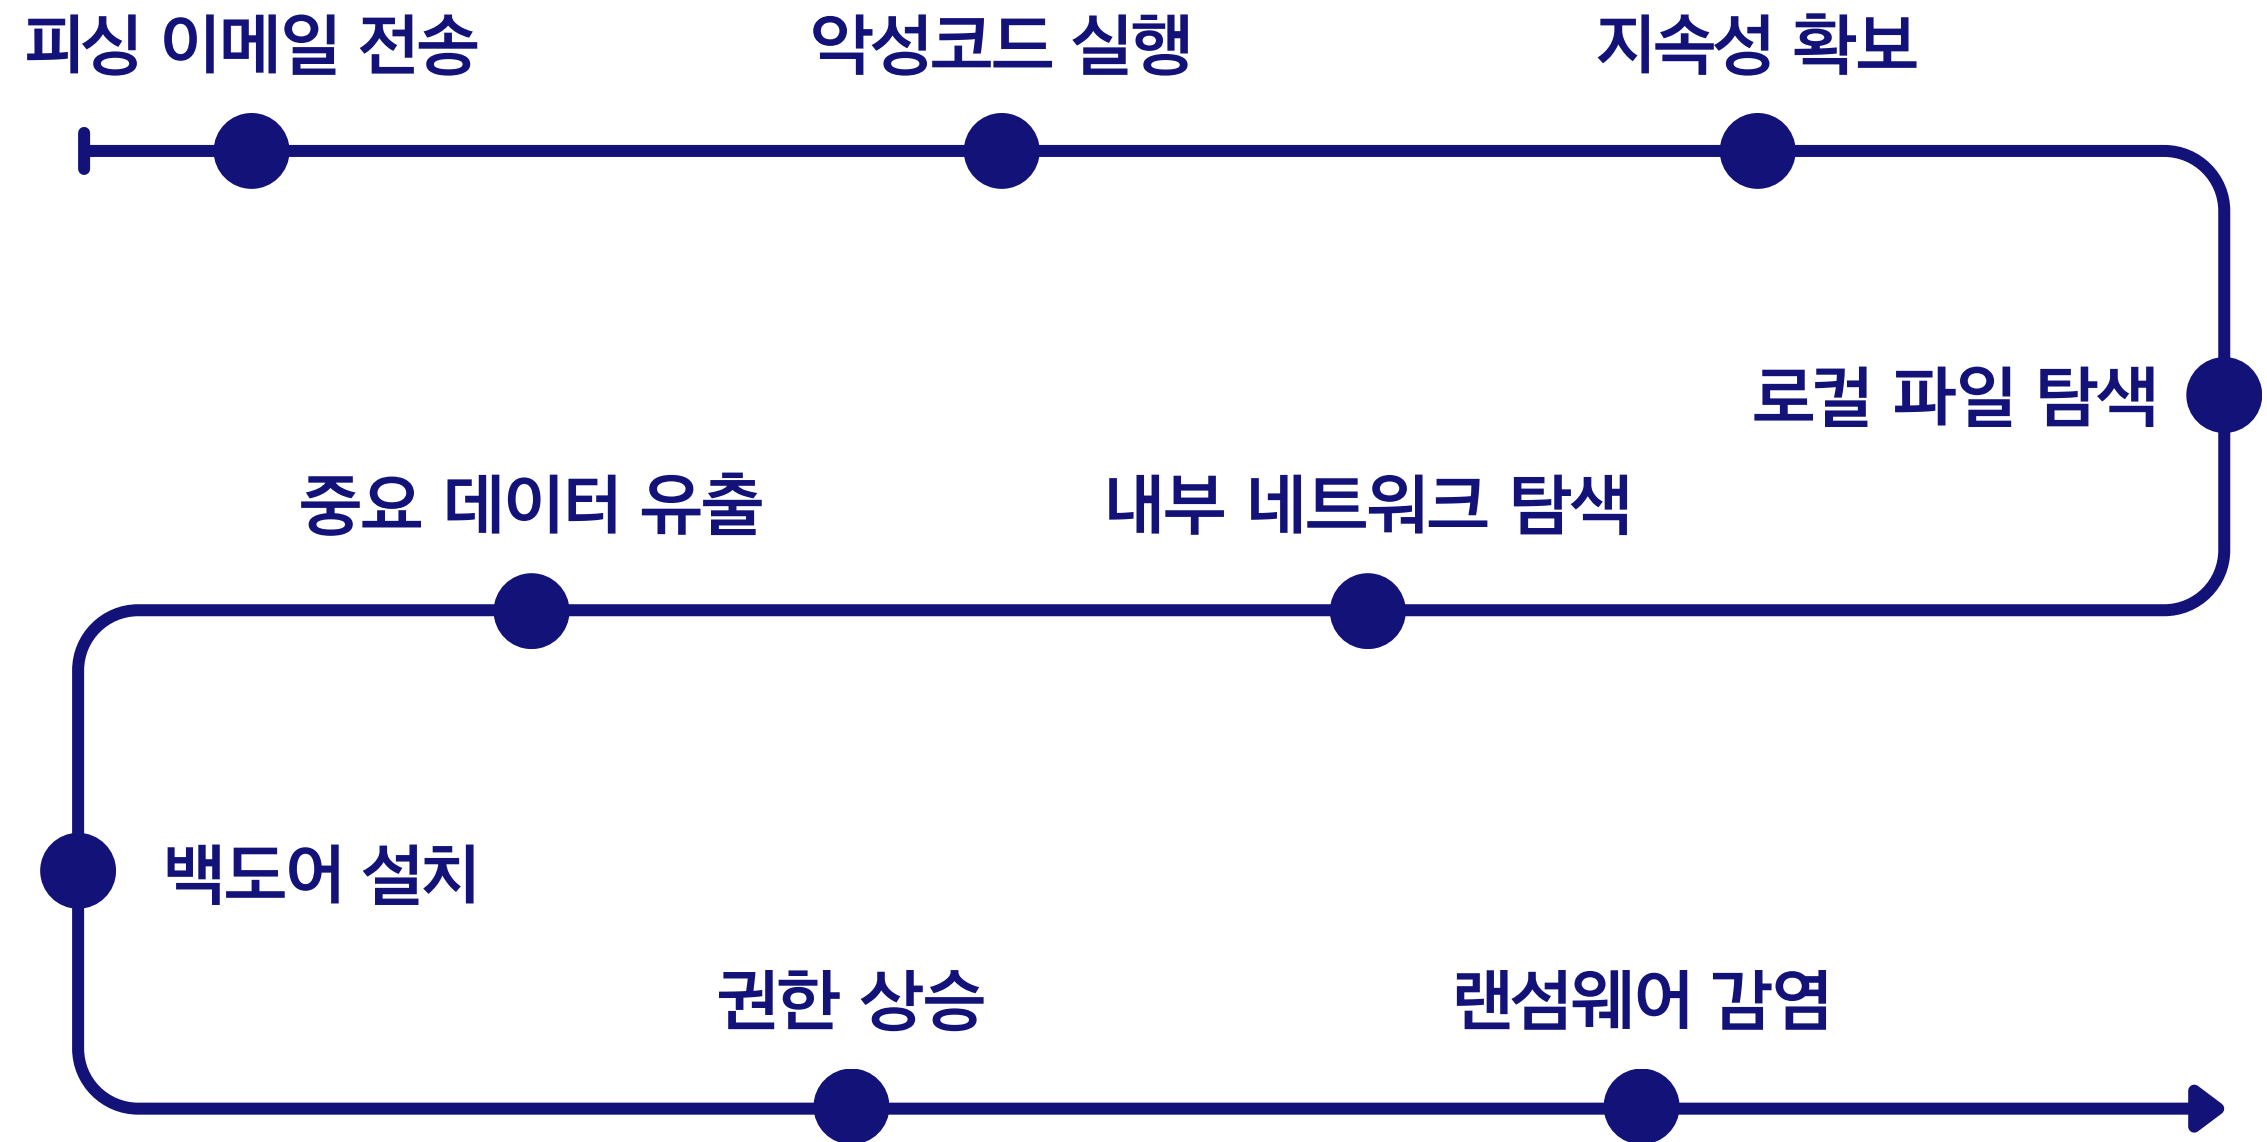 피싱 이메일 전송
악성코드 실행
지속성 확보
로컬 파일 탐색
내부 네트워크 탐색
중요 데이터 유출
백도어 설치
권한 상승
랜섬웨어 감염